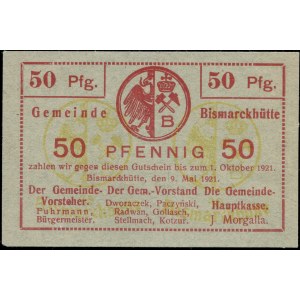 50 Pfg. 50 Pfg.
Gemeinde B Bismarckhütte
50 PFENNIG 50
zahlen wir gegen diesen Gutschein bis zum 1. Oktober 1921.
Bismarckhütte, den 9. Mai 1921.
Der Gemeinde- Der Gem.-Vorstand Die Gemeinde-
Vorsteher. Dworaczek, Paczyński, Hauptkasse.
Fuhrmann, Radwan, Gollasch, J. Morgalla.
Bürgermeister. Stellmach, Kotzur.